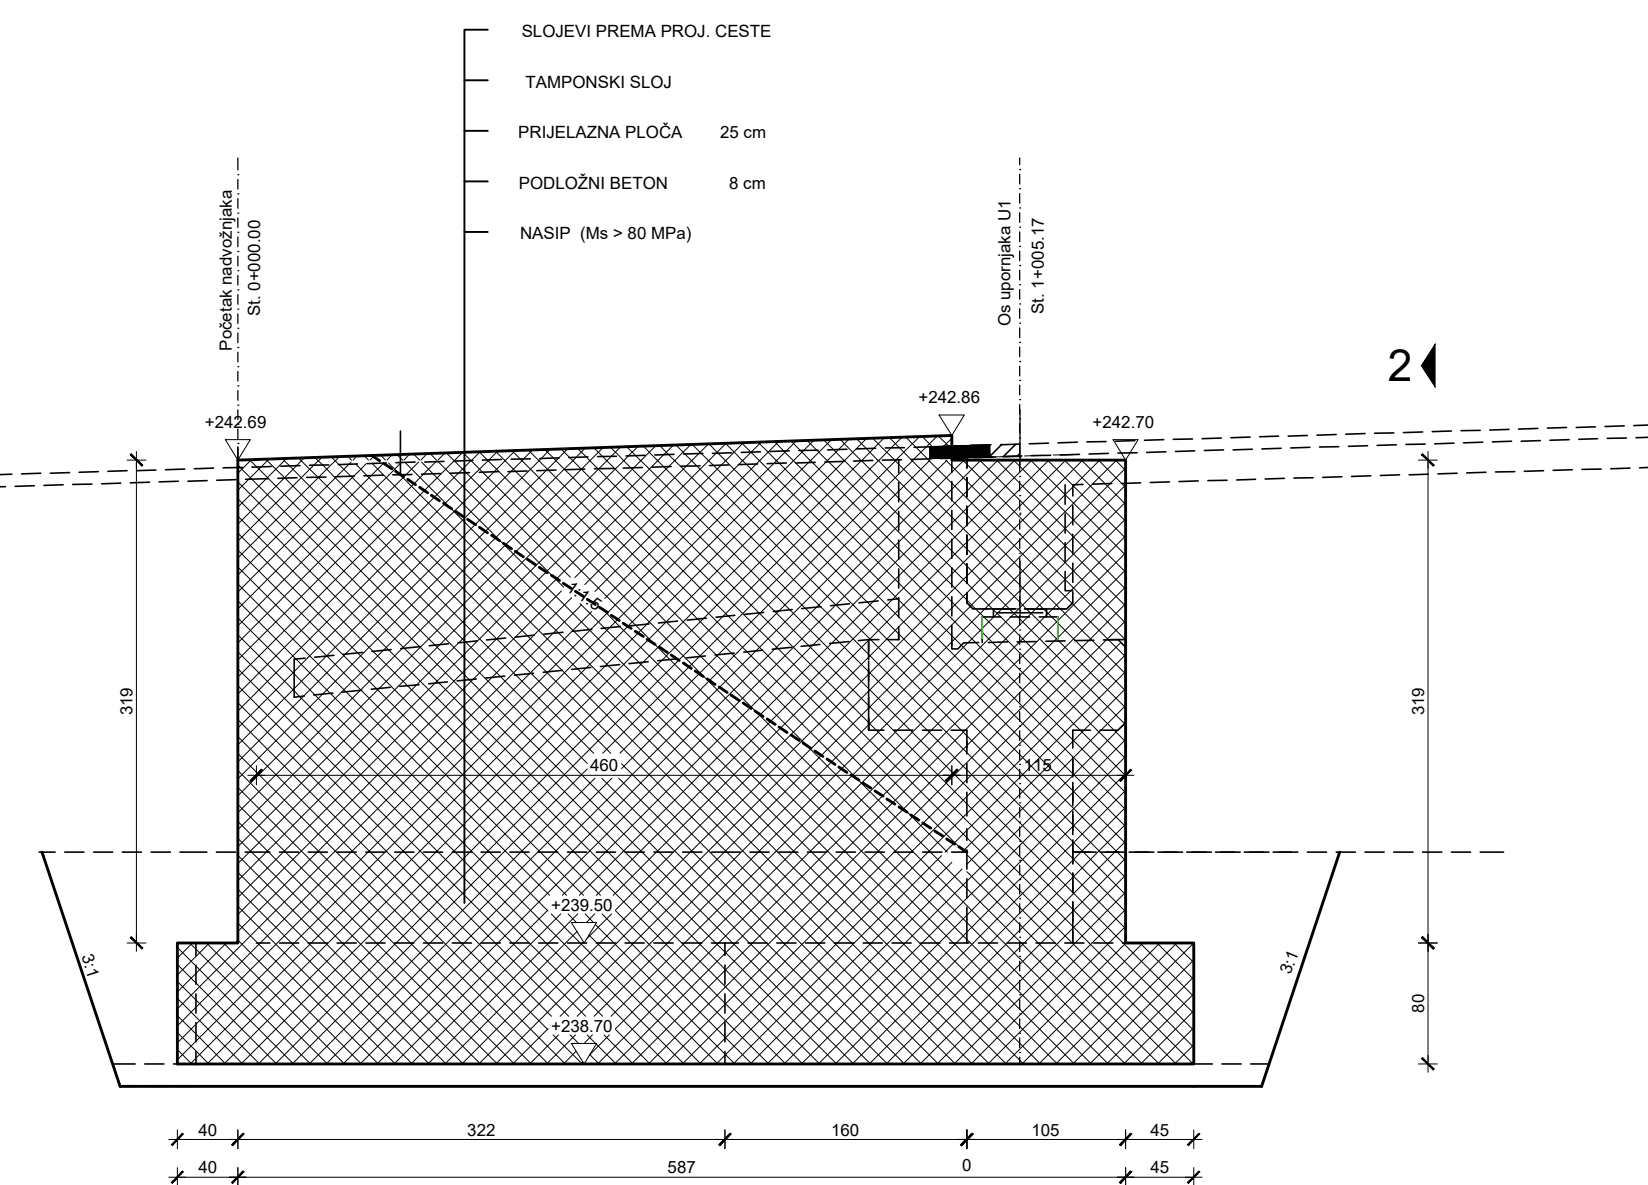 SLOJEVI PREMA PROJ. CESTE
TAMPONSKI SLOJ
PRIJELAZNA PLOČA 25 cm
PODLOŽNI BETON 8 cm
NASIP (Ms > 80 MPa)
Početak nadvožnjaka
St. 0+000.00
Os upornjaka U1
St. 1+005.17
2
+242.86
+242.69
+242.70
1:1.5
319
319
460
115
+239.50
3:1
3:1
80
+238.70
40
322
160
105
45
40
587
0
45